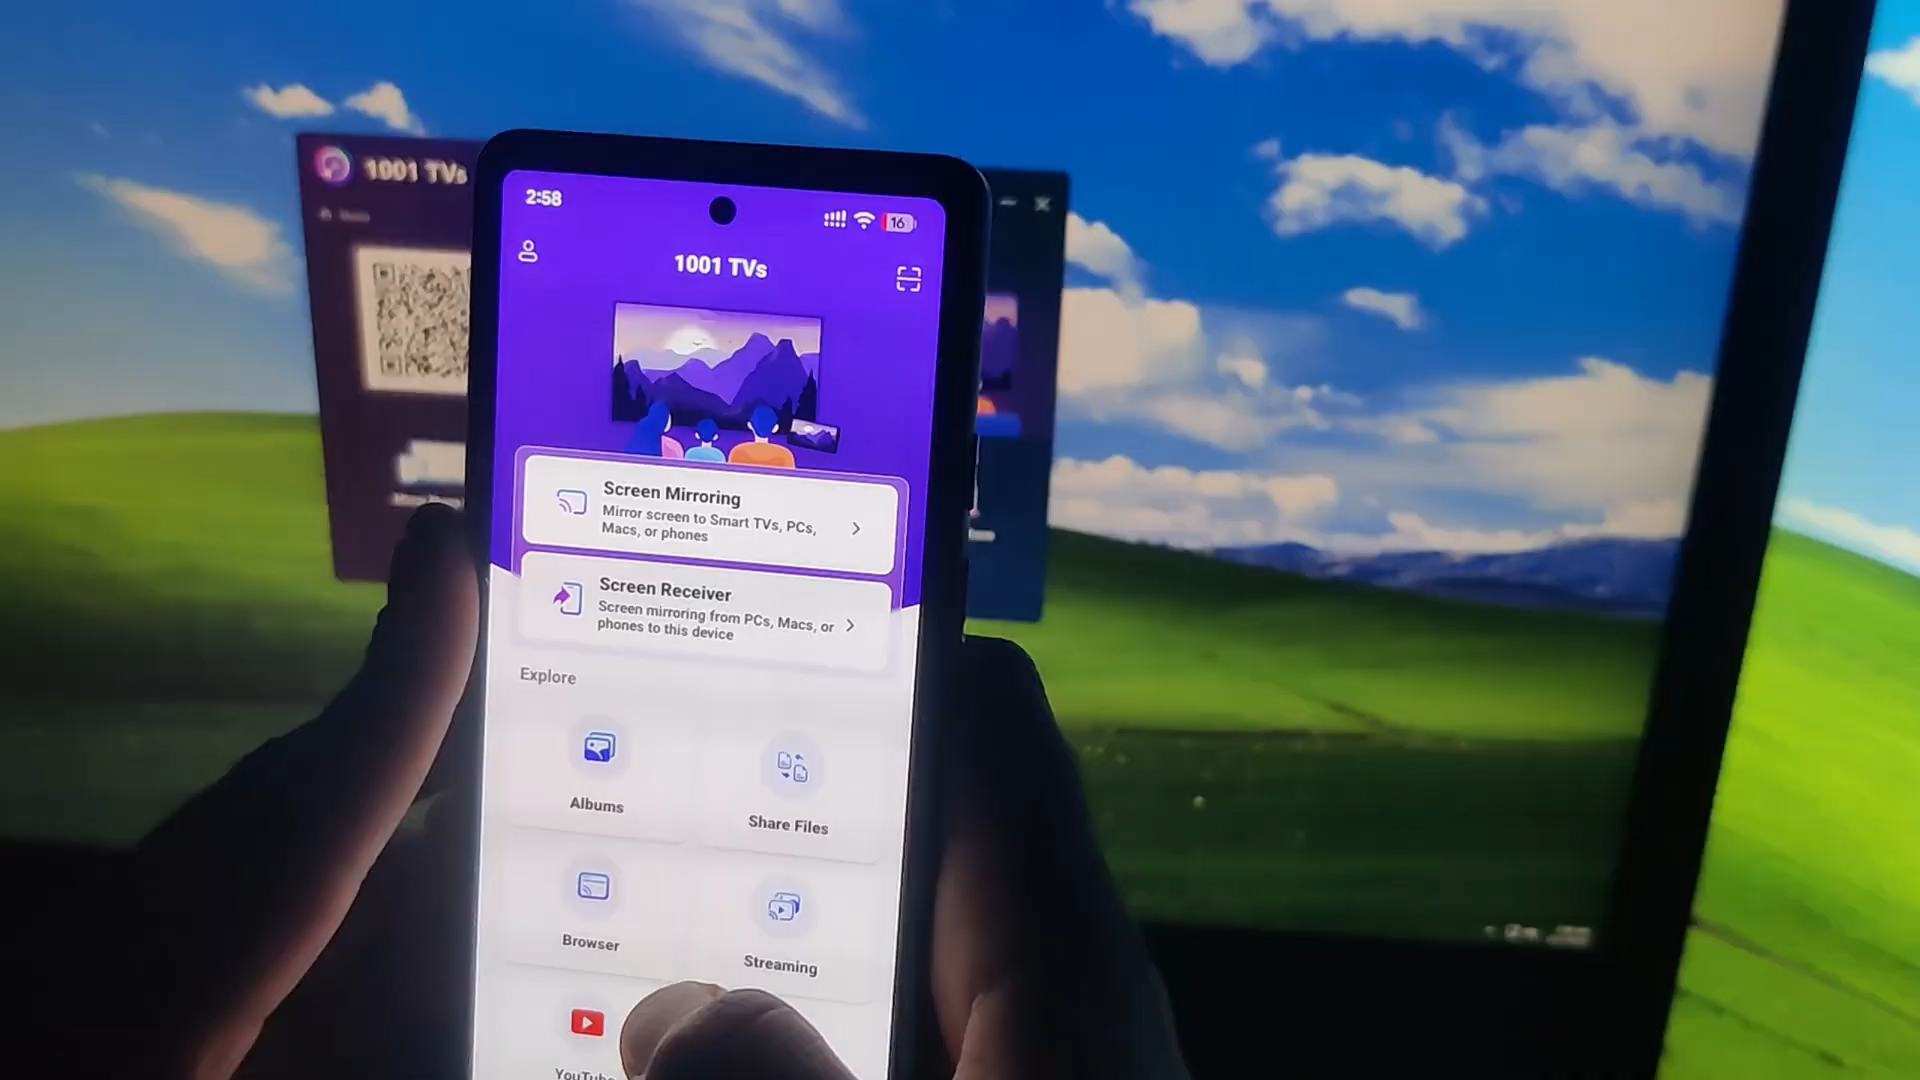 1001 TVs
2:58
16
1001 TVs
Screen Mirroring
Mirror screen to Smart TVs, PCs,
Macs, or phones
Screen Receiver
Screen mirroring from PCs, Macs, or
phones to this device
Explore
Albums
Share Files
Browser
Streaming
YouTube